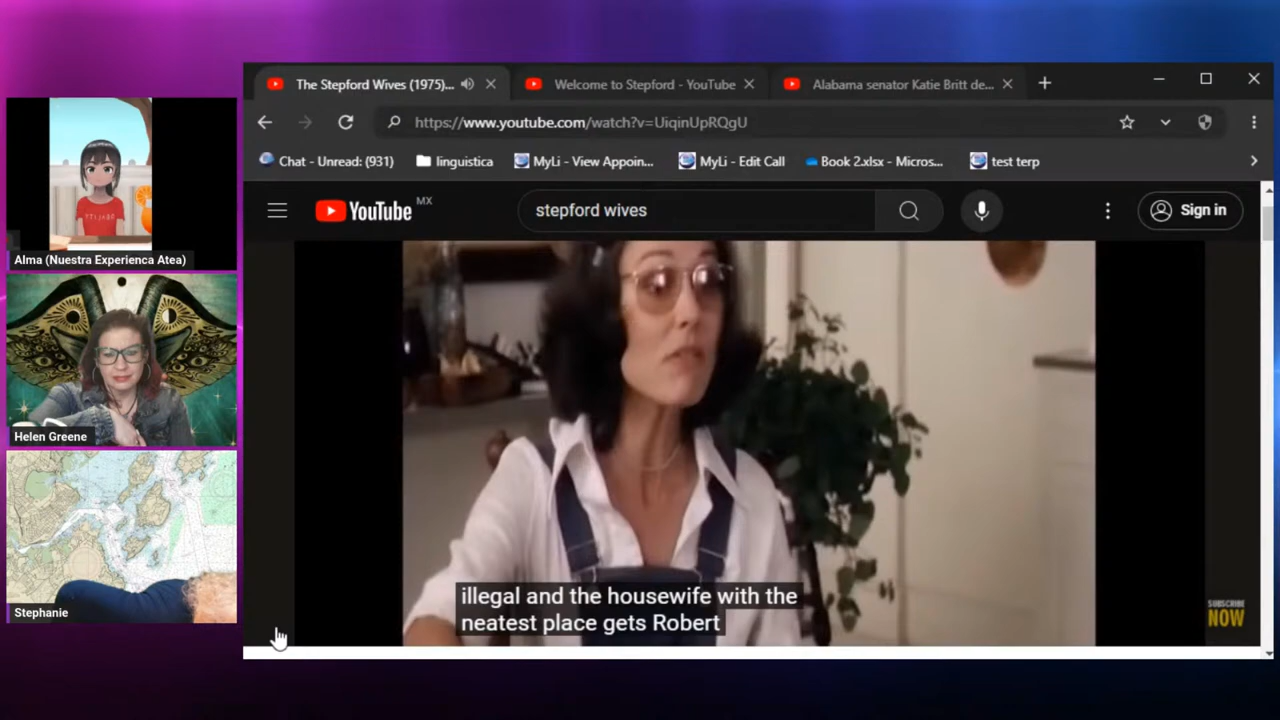 The Stepford Wives (1975)...
Welcome to Stepford - YouTube
Alabama senator Katie Britt de...
https://www.youtube.com/watch?v=UiqinUpRQgU
Chat - Unread: (931)
linguistica
MyLi - View Appoin...
MyLi - Edit Call
Book 2.xlsx - Micros...
test terp
YouTube MX
stepford wives
Sign in
Alma (Nuestra Experienca Atea)
Helen Greene
Stephanie
illegal and the housewife with the
neatest place gets Robert
SUBSCRIBE
NOW